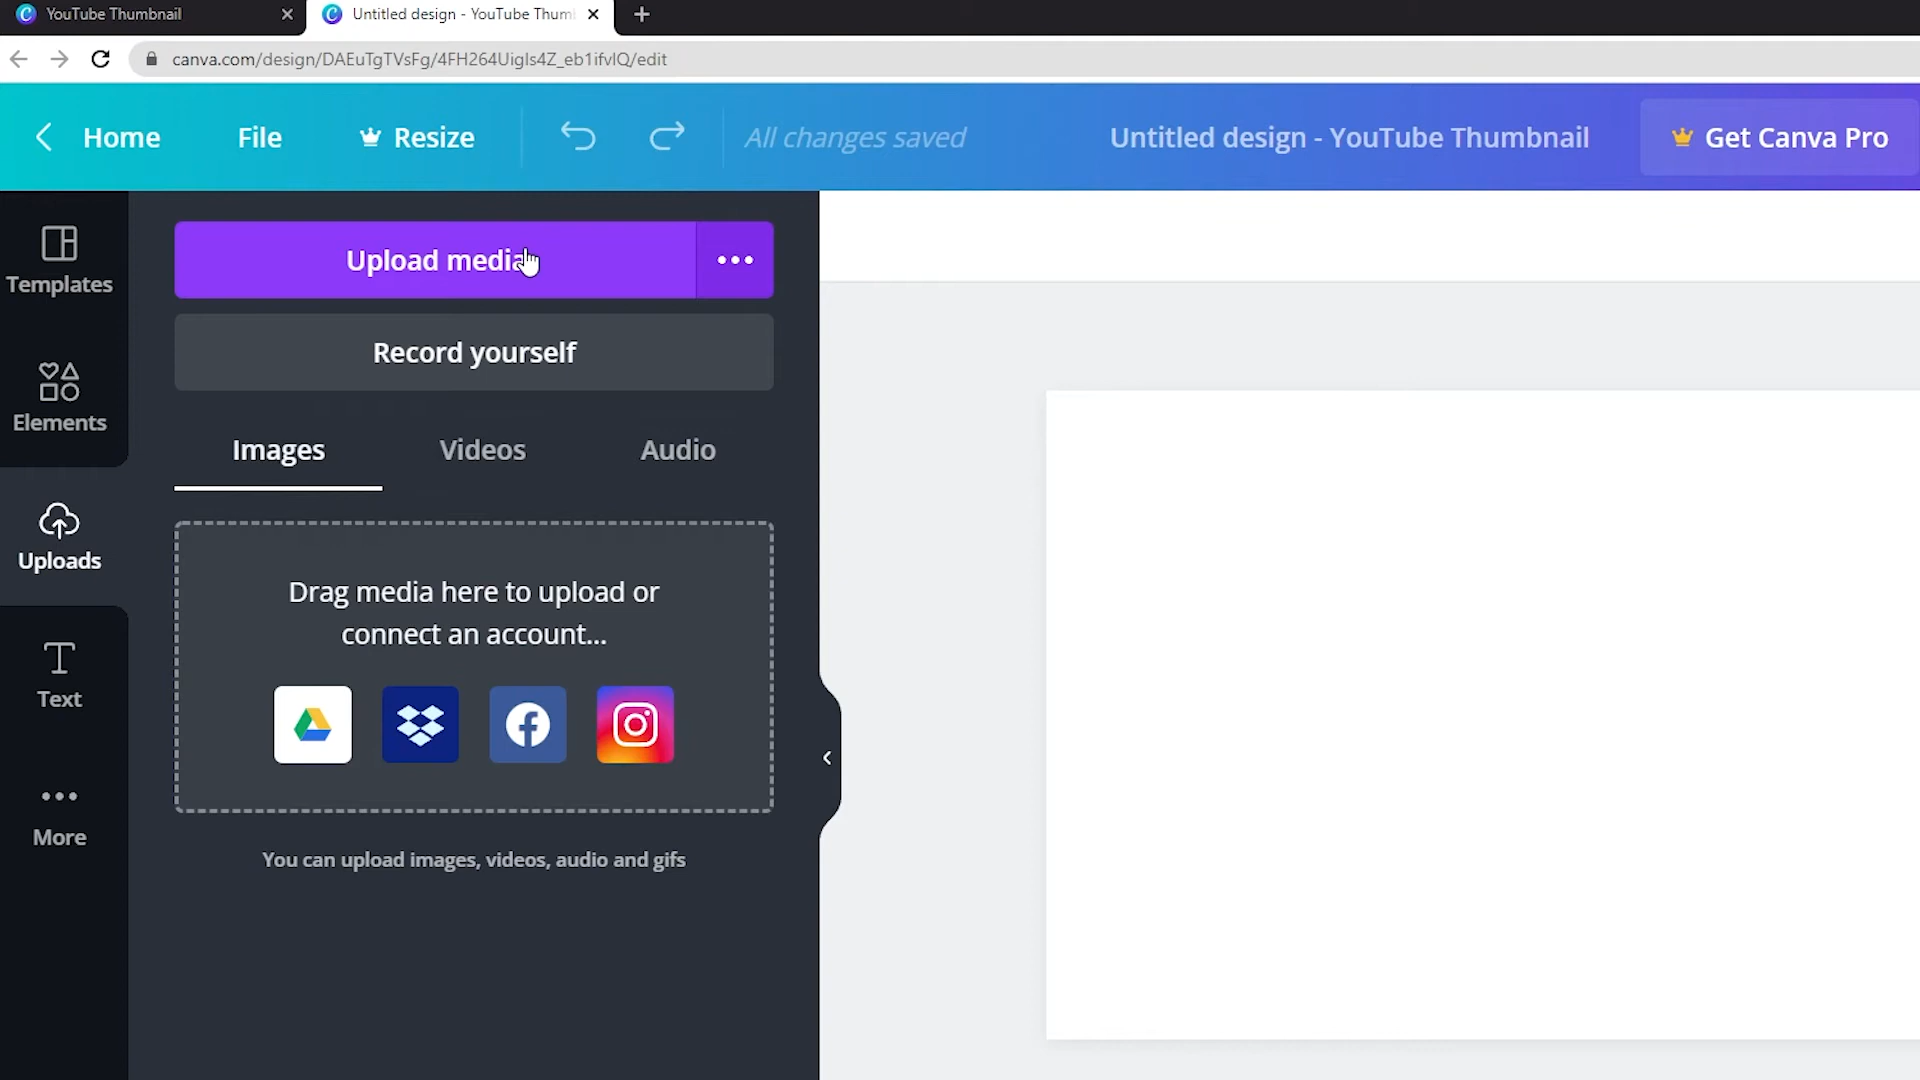 YouTube Thumbnail
Untitled design - YouTube Thum
canva.com/design/DAEuTgTVsFg/4FH264UigIs4Z_eb1ifvIQ/edit
Home File Resize All changes saved Untitled design - YouTube Thumbnail Get Canva Pro
Templates
Elements
Uploads
Text
More
Upload media
Record yourself
Images Videos Audio
Drag media here to upload or
connect an account...
You can upload images, videos, audio and gifs